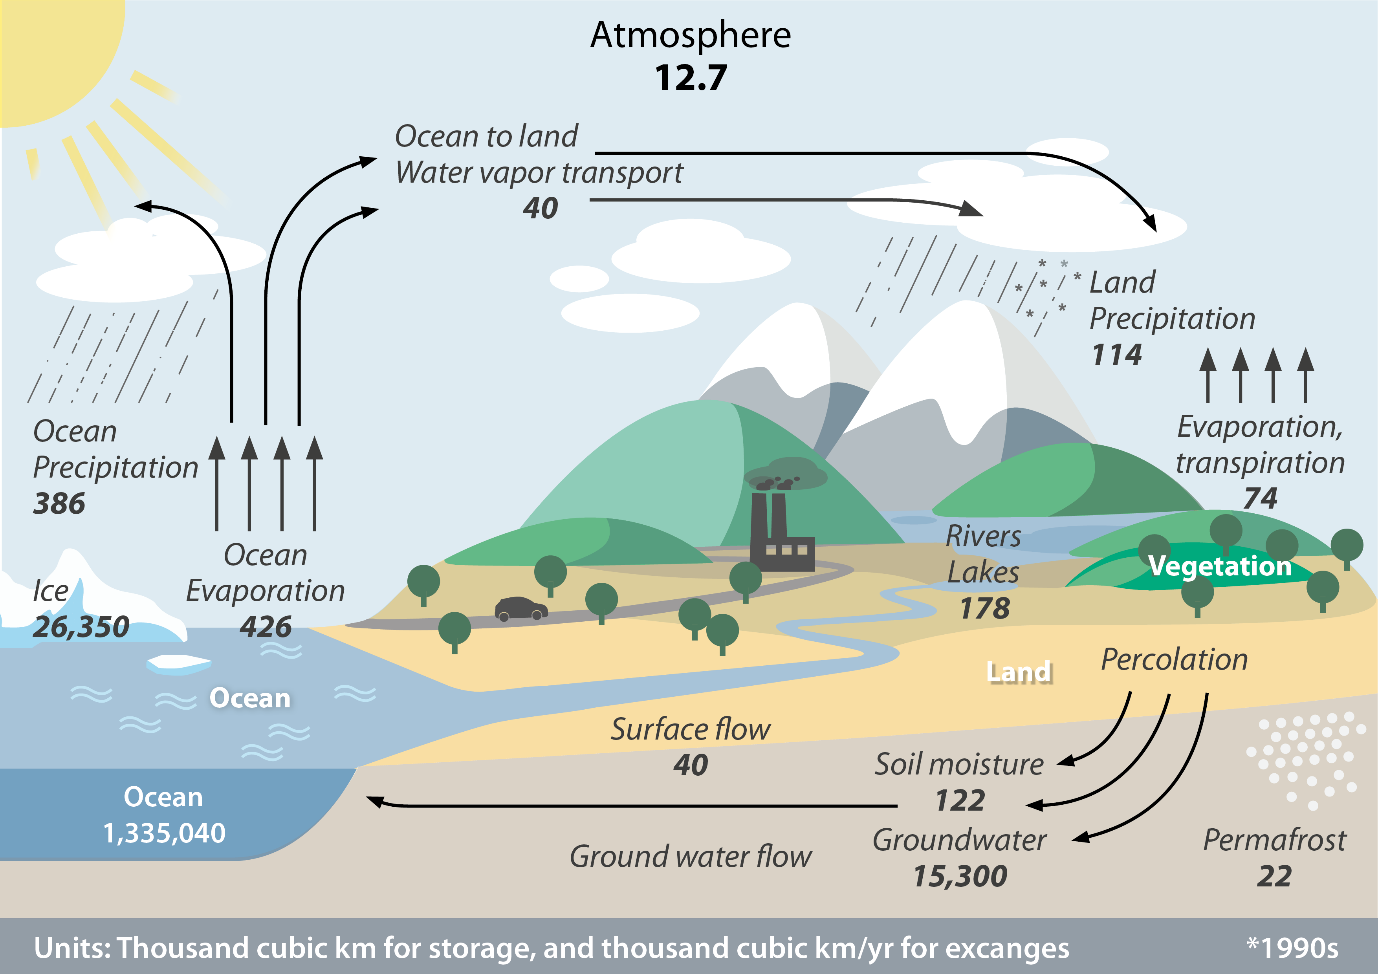 Atmosphere
12.7
Ocean to land
Water vapor transport
40
Land
Precipitation
114
Evaporation,
transpiration
74
Ocean
Precipitation
386
Ocean
Evaporation
426
Ice
26,350
Rivers
Lakes
178
Vegetation
Ocean
Land
Percolation
Surface flow
40
Soil moisture
122
Ocean
1,335,040
Ground water flow
Groundwater
15,300
Permafrost
22
Units: Thousand cubic km for storage, and thousand cubic km/yr for excanges
*1990s